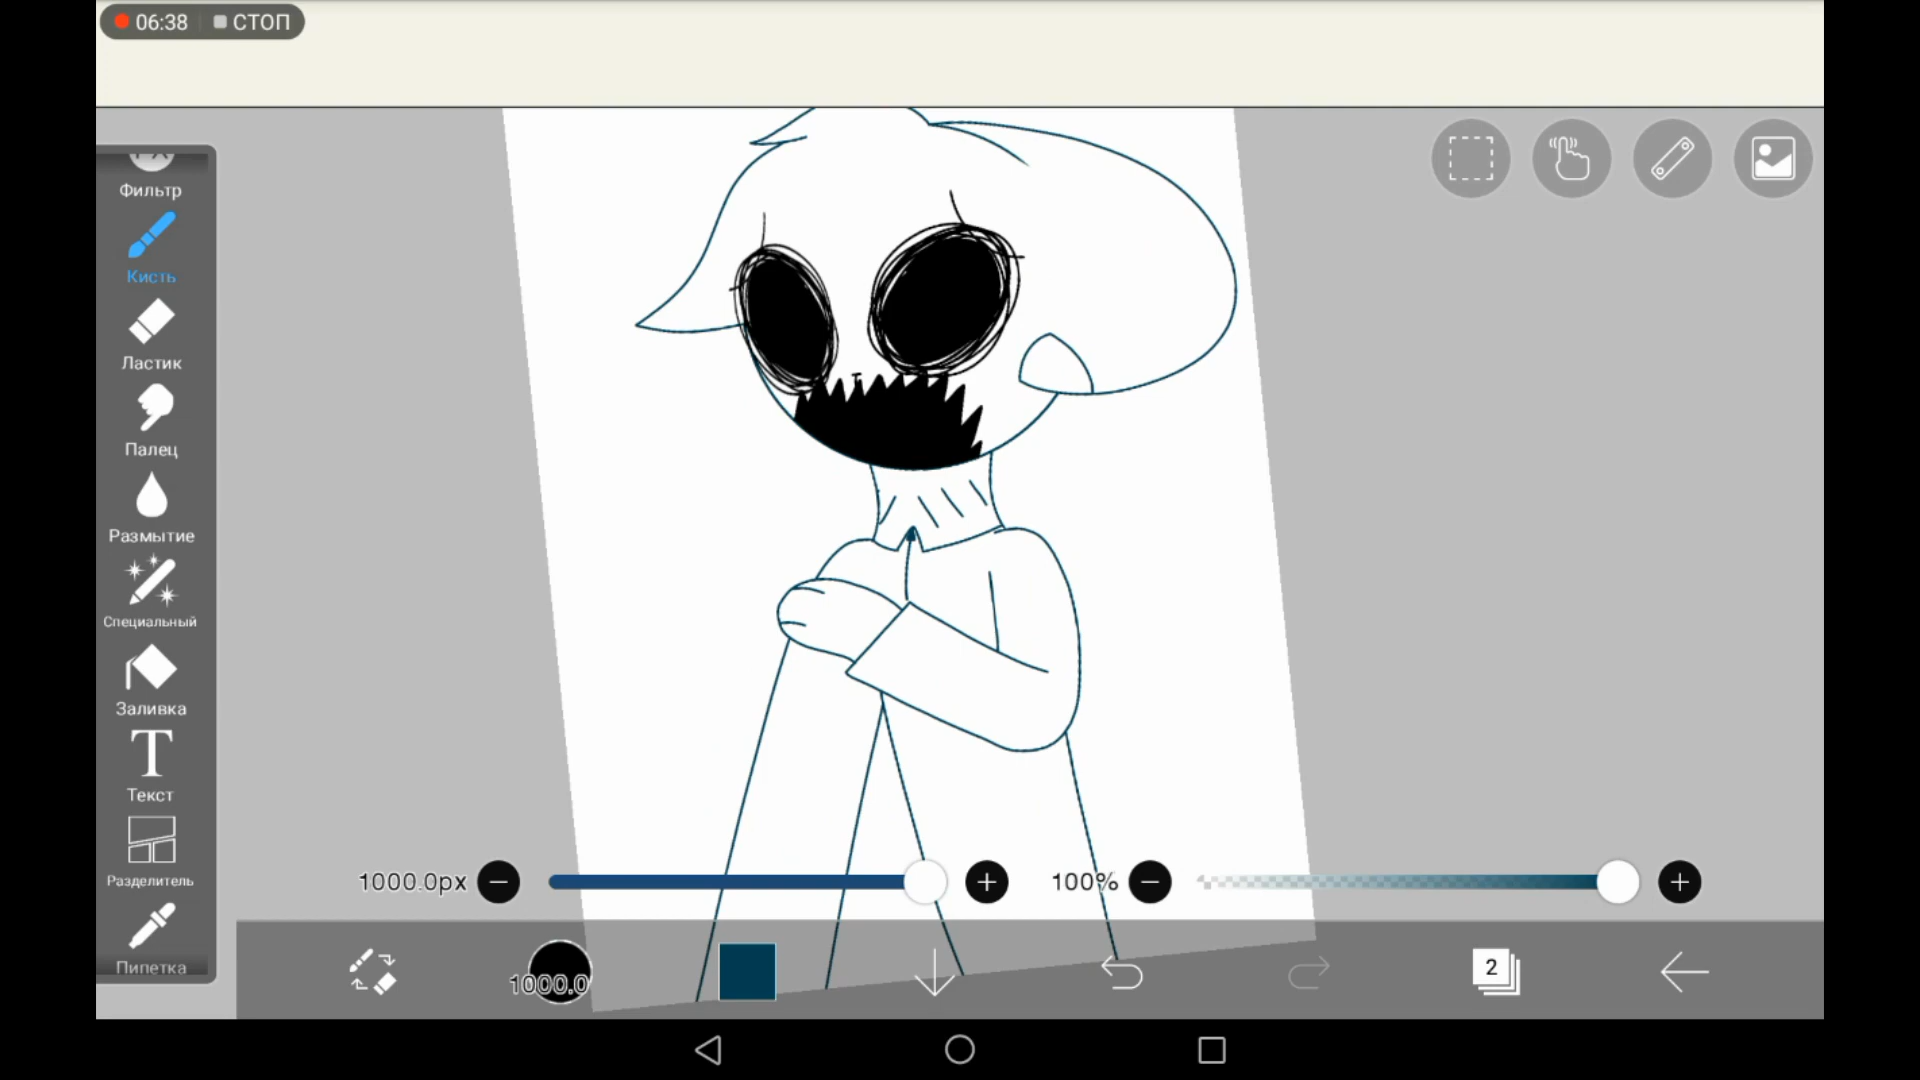 06:38 СТОП
Фильтр
Кисть
Ластик
Палец
Размытие
Специальный
Заливка
Текст
Разделитель
Пипетка
1000.0px
100%
1000.0
2